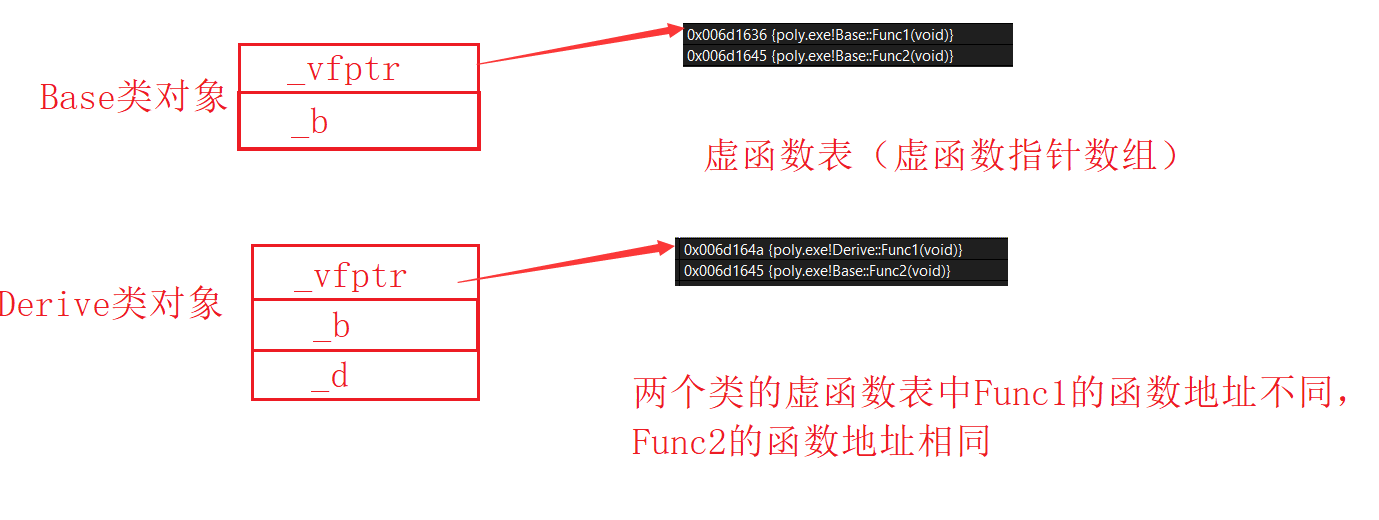 _vfptr
0x006d1636 {poly.exe!Base::Func1(void)}
0x006d1645 {poly.exe!Base::Func2(void)}
Base类对象
_b
虚函数表（虚函数指针数组）
_vfptr
0x006d164a {poly.exe!Derive::Func1(void)}
0x006d1645 {poly.exe!Base::Func2(void)}
Derive类对象
_b
_d
两个类的虚函数表中Func1的函数地址不同，
Func2的函数地址相同